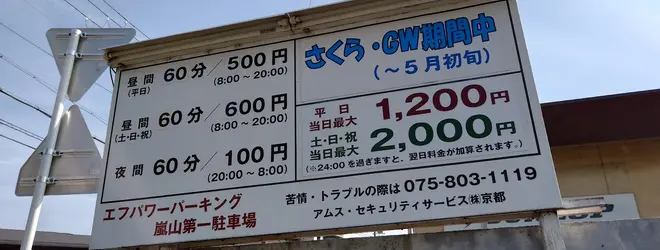 昼間 60分／500円
(平日) (8:00～20:00)
昼間 60分／600円
(土・日・祝) (8:00～20:00)
夜間 60分／100円
(20:00～8:00)
エフパワーパーキング
嵐山第一駐車場
さくら・GW期間中
(～5月初旬)
平日
当日最大 1,200円
土・日・祝
当日最大 2,000円
(※24:00を過ぎますと、翌日料金が加算されます。)
苦情・トラブルの際は 075-803-1119
アムス・セキュリティサービス㈱京都